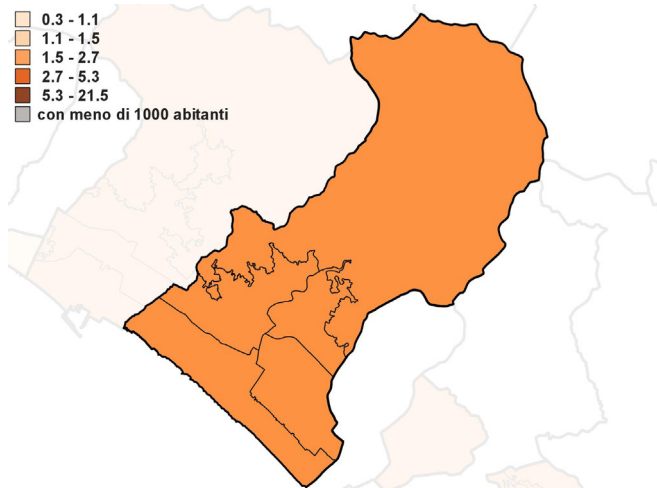 0.3 - 1.1
1.1 - 1.5
1.5 - 2.7
2.7 - 5.3
5.3 - 21.5
con meno di 1000 abitanti